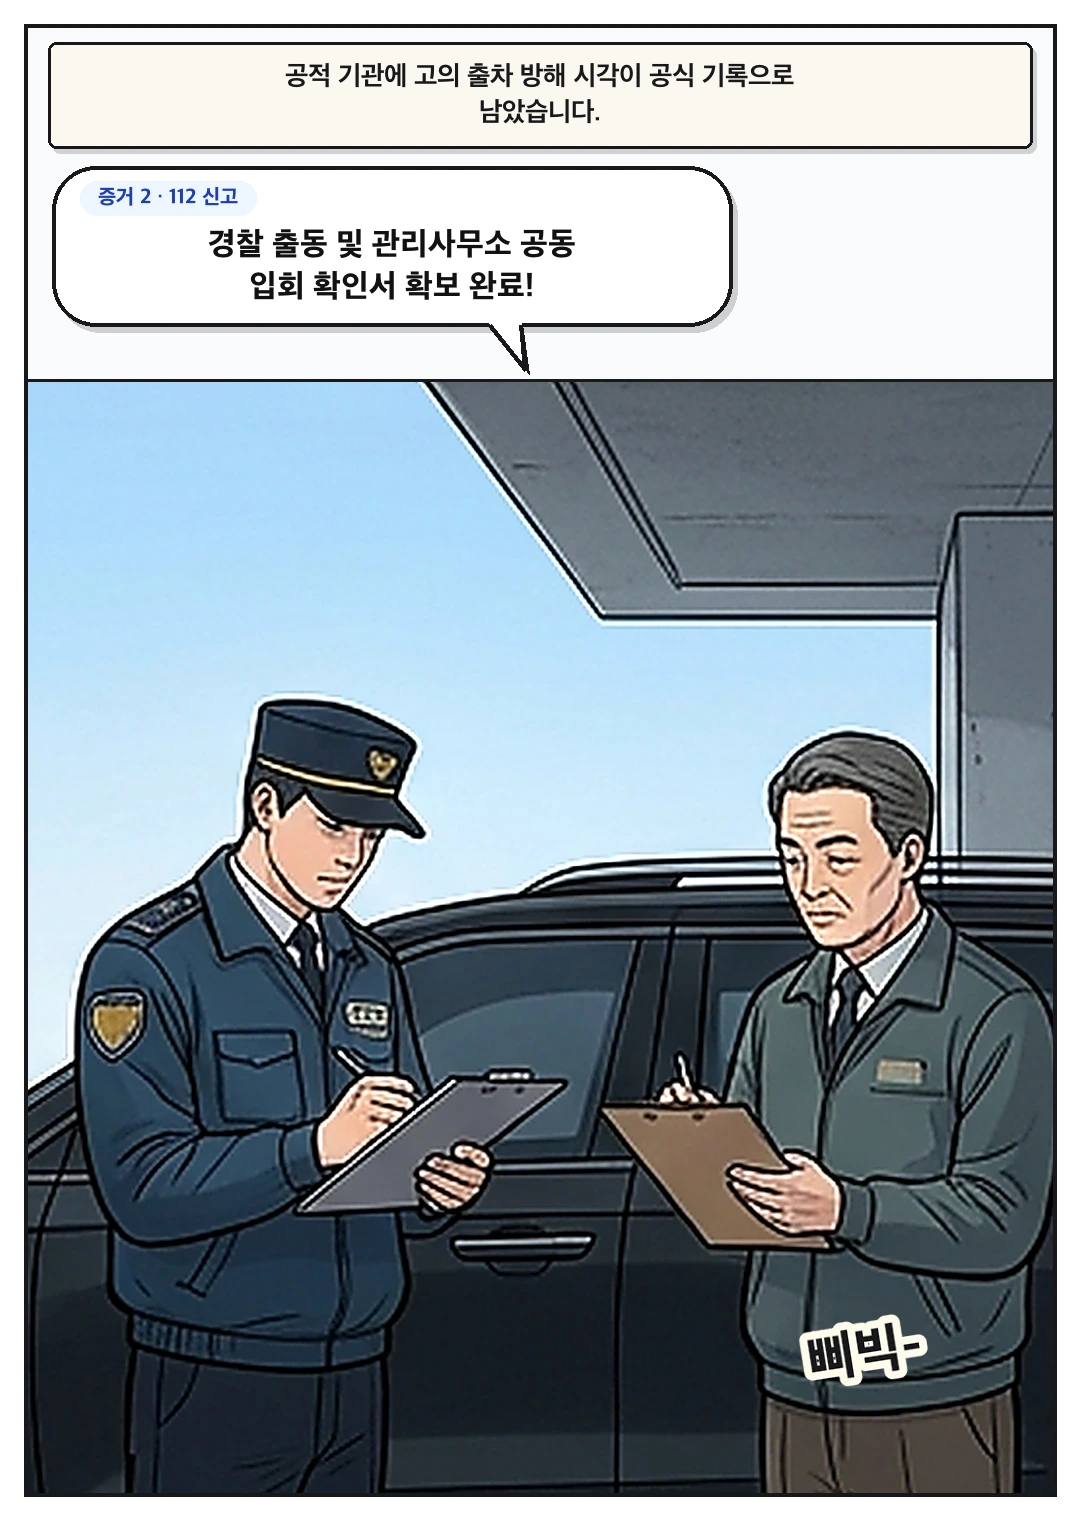 공적 기관에 고의 출차 방해 시각이 공식 기록으로
남았습니다.
증거 2 · 112 신고
경찰 출동 및 관리사무소 공동
입회 확인서 확보 완료!
삐빅-